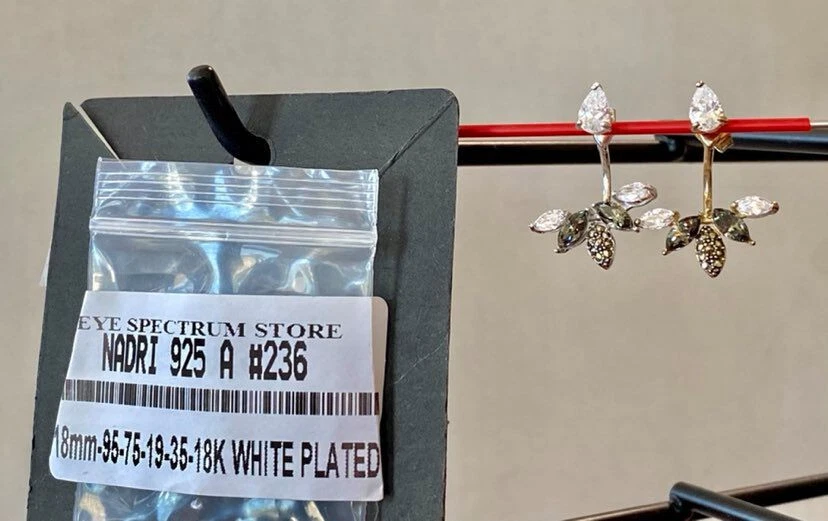 EYE SPECTRUM STORE
NADRI 925 A #236
18mm-95-75-19-35-18K WHITE PLATED